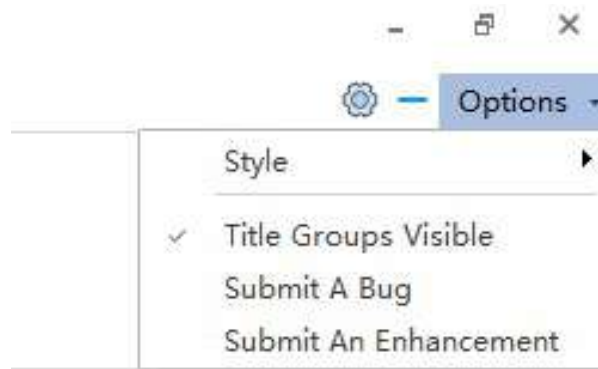 Options
Style
Title Groups Visible
Submit A Bug
Submit An Enhancement